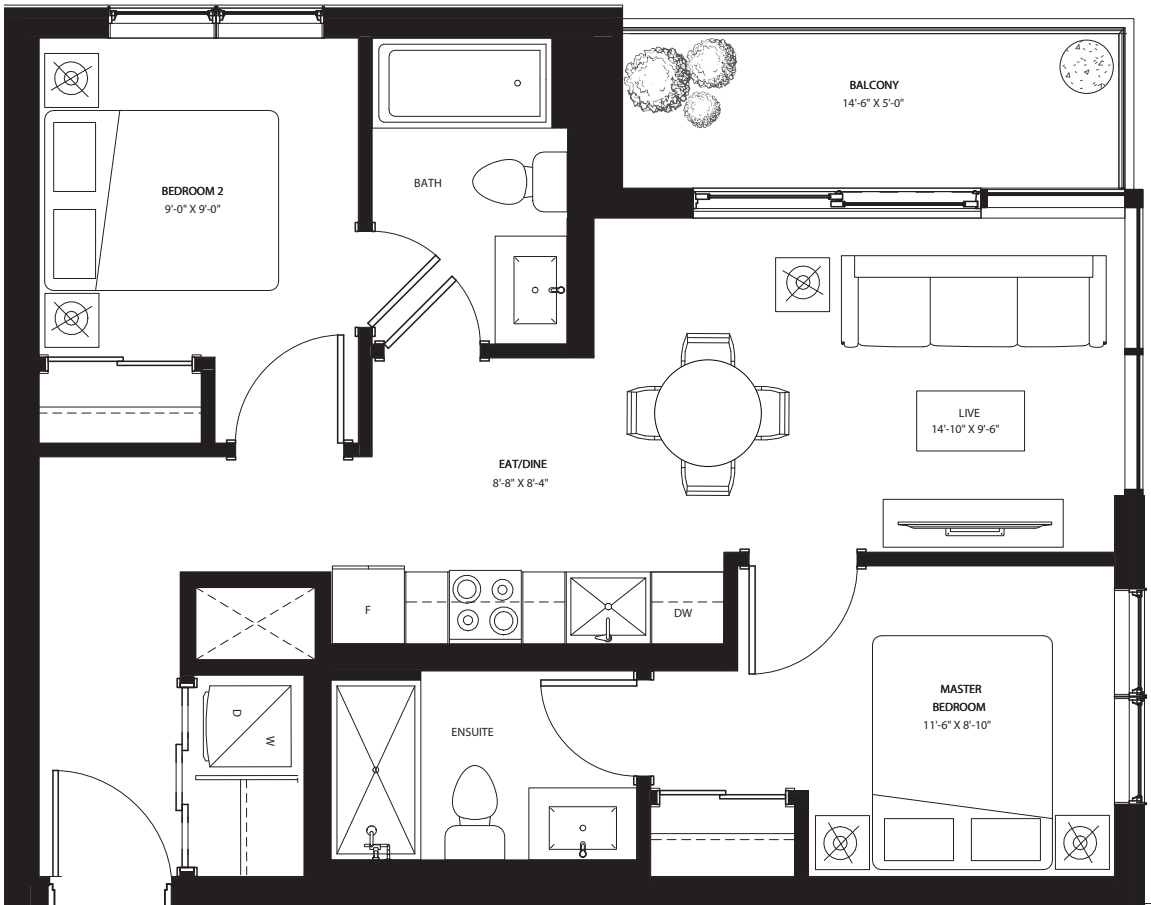 BALCONY
14'-6" X 5'-0"
BATH
BEDROOM 2
9'-0" X 9'-0"
LIVE
14'-10" X 9'-6"
EAT/DINE
8'-8" X 8'-4"
F
DW
MASTER
BEDROOM
11'-6" X 8'-10"
D
W
ENSUITE